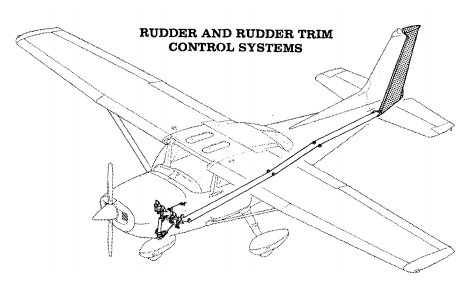 RUDDER AND RUDDER TRIM
CONTROL SYSTEMS